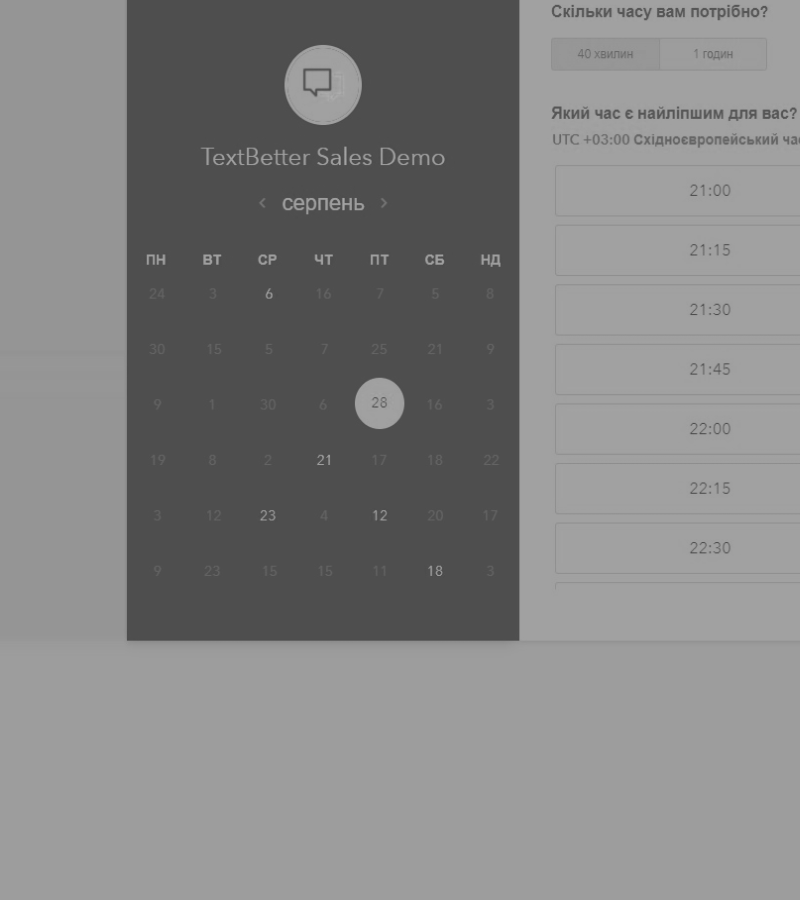 TextBetter Sales Demo
‹ серпень ›
ПН ВТ СР ЧТ ПТ СБ НД
24 3 6 16 7 5 8
30 15 5 7 25 21 9
9 1 30 6 28 16 3
19 8 2 21 17 18 22
3 12 23 4 12 20 17
9 23 15 15 11 18 3
Скільки часу вам потрібно?
40 хвилин 1 годин
Який час є найліпшим для вас?
UTC +03:00 Східноєвропейський
21:00
21:15
21:30
21:45
22:00
22:15
22:30